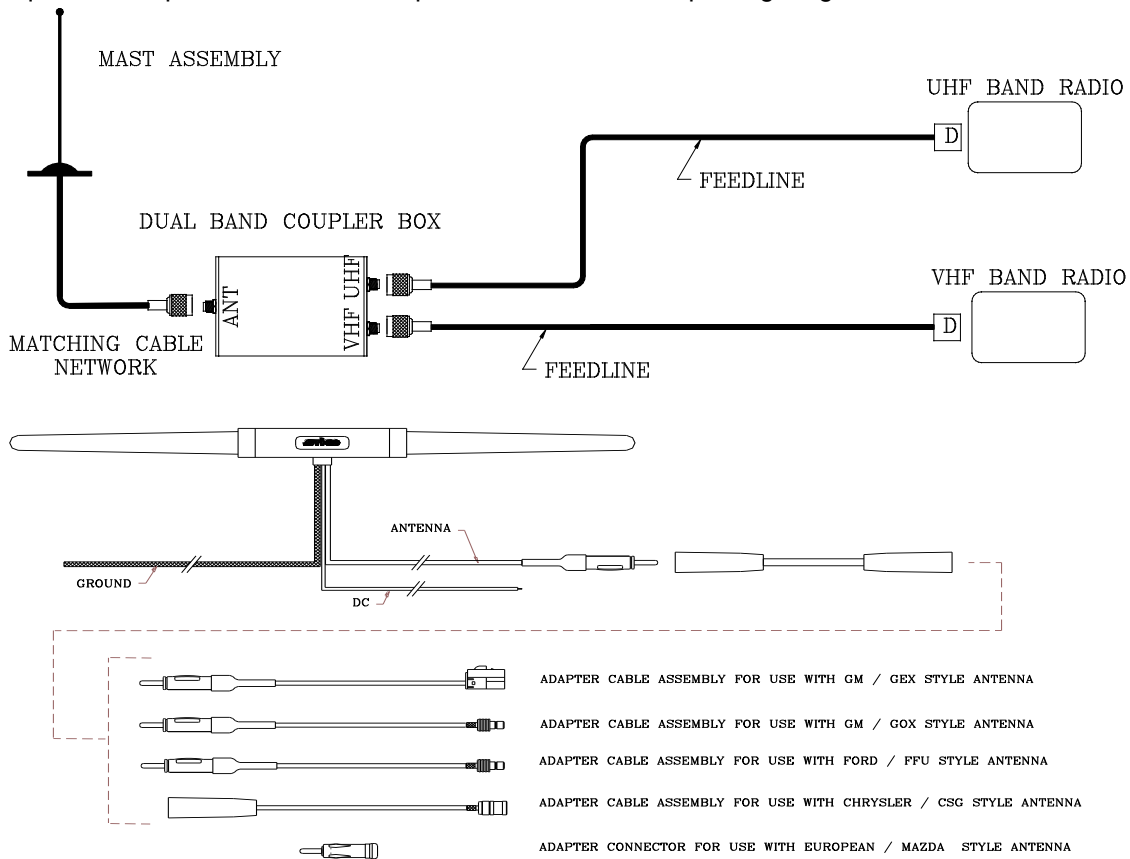 MAST ASSEMBLY
UHF BAND RADIO
D
FEEDLINE
DUAL BAND COUPLER BOX
ANT
UHF
VHF
VHF BAND RADIO
D
FEEDLINE
MATCHING CABLE
NETWORK
ANTENNA
GROUND
DC
ADAPTER CABLE ASSEMBLY FOR USE WITH GM / GEX STYLE ANTENNA
ADAPTER CABLE ASSEMBLY FOR USE WITH GM / GOX STYLE ANTENNA
ADAPTER CABLE ASSEMBLY FOR USE WITH FORD / FFU STYLE ANTENNA
ADAPTER CABLE ASSEMBLY FOR USE WITH CHRYSLER / CSG STYLE ANTENNA
ADAPTER CONNECTOR FOR USE WITH EUROPEAN / MAZDA STYLE ANTENNA